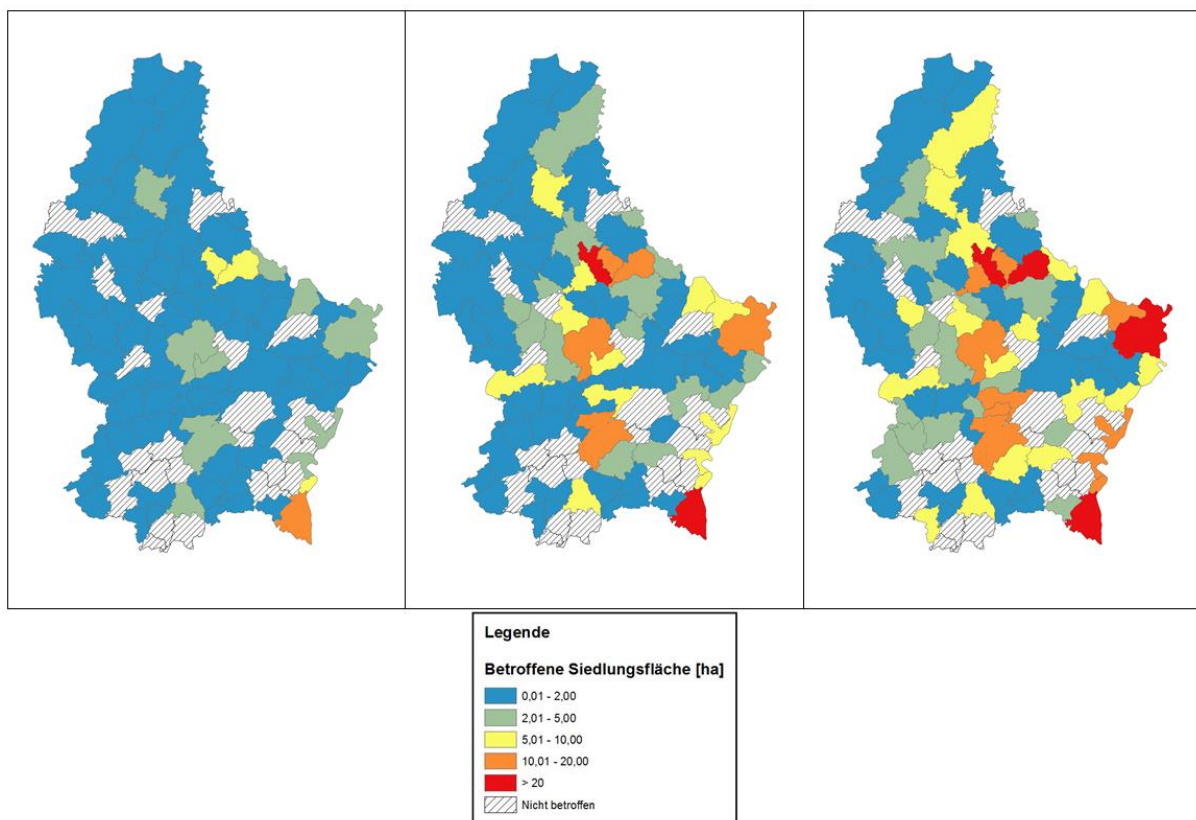 Legende
Betroffene Siedlungsfläche [ha]
0,01 - 2,00
2,01 - 5,00
5,01 - 10,00
10,01 - 20,00
> 20
Nicht betroffen